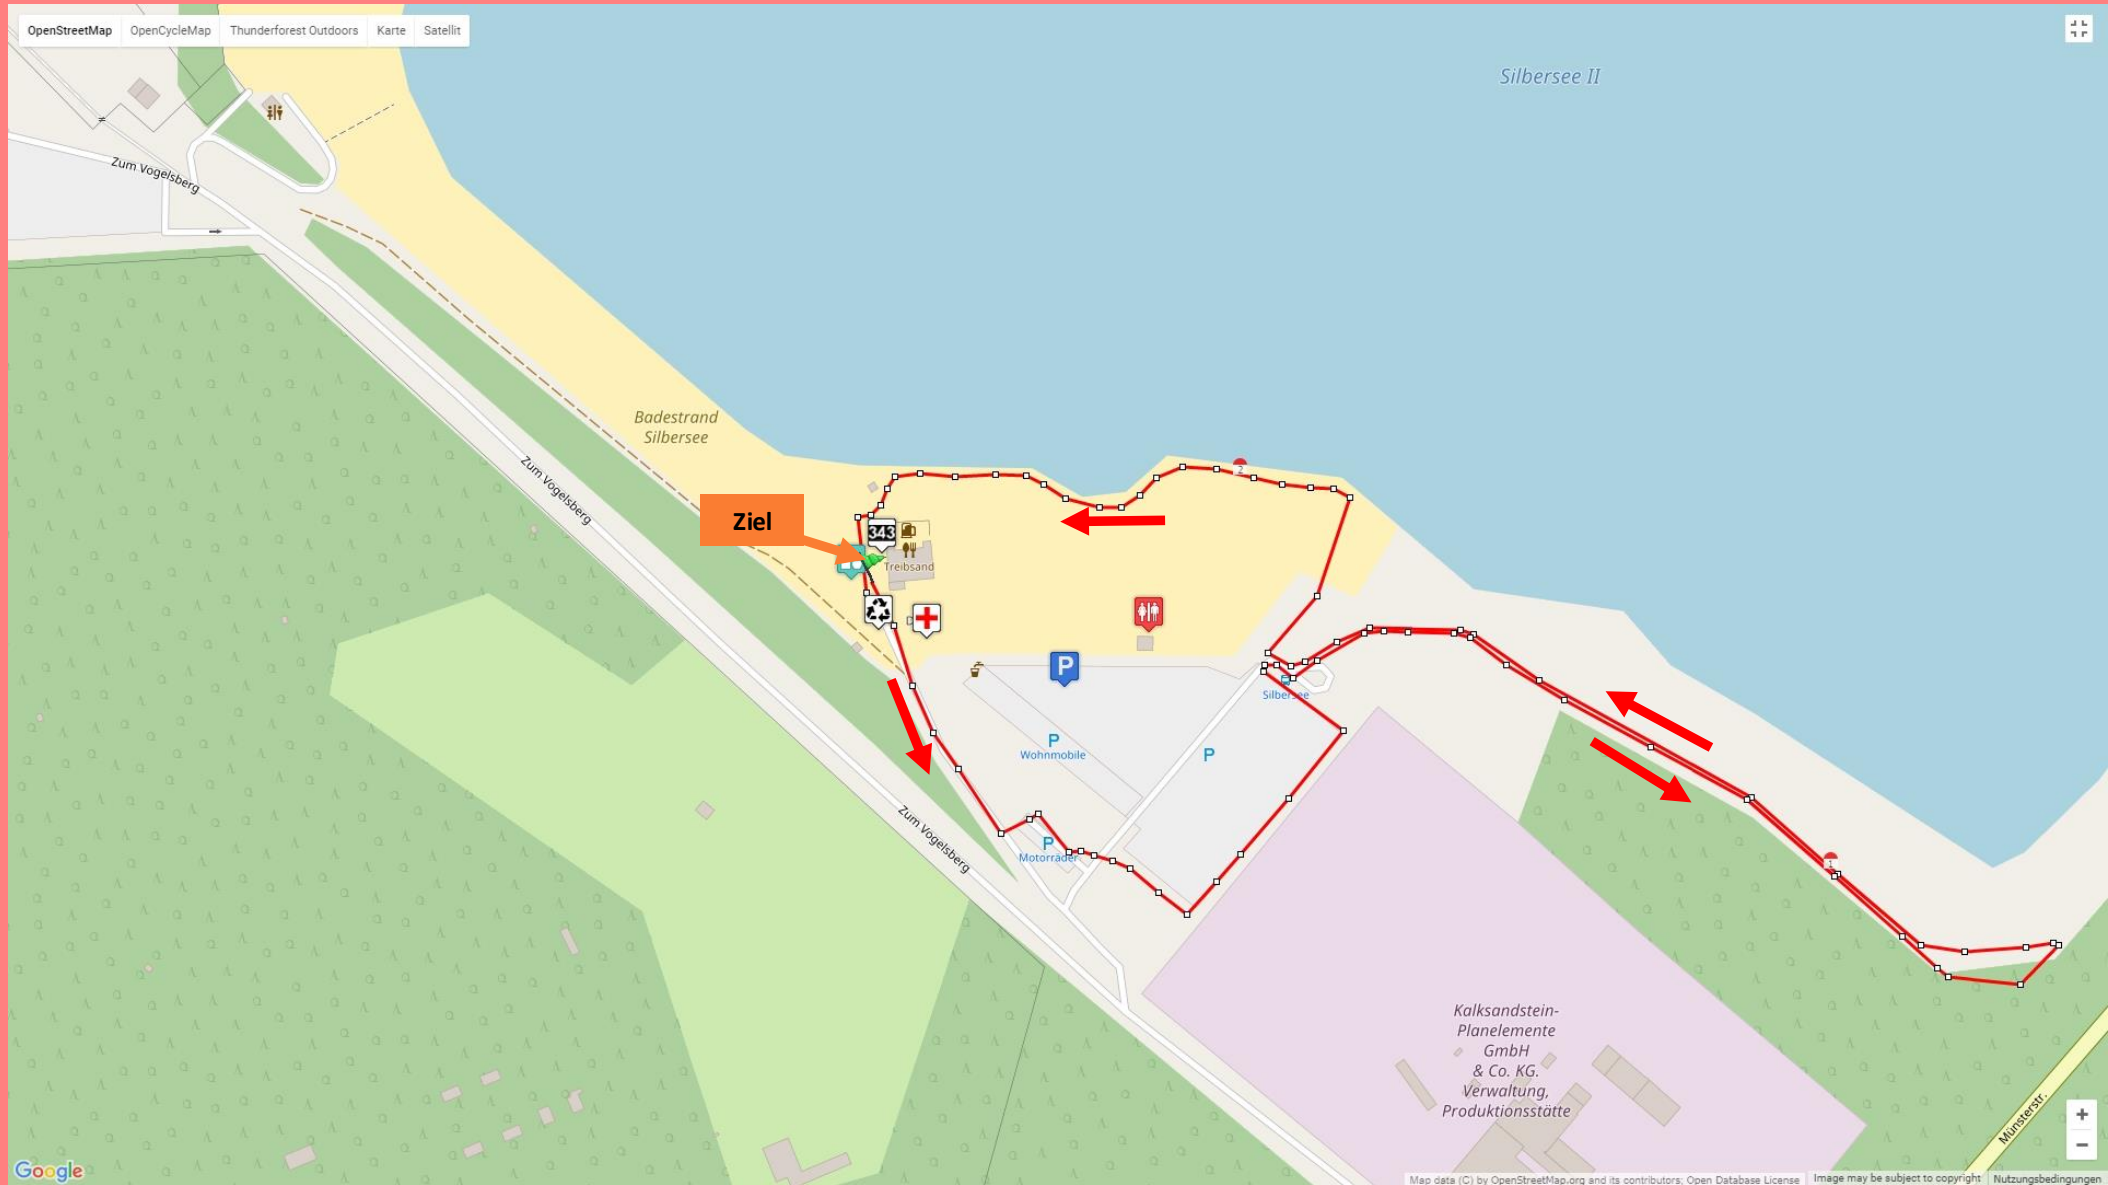 OpenStreetMap OpenCycleMap Thunderforest Outdoors Karte Satellit
Silbersee II
Zum Vogelsberg
Badestrand
Silbersee
Zum Vogelsberg
2
Ziel
343
Treibsand
P
Silbersee
P
Wohnmobile
P
Zum Vogelsberg
P
Motorräder
1
Kalksandstein-
Planelemente
GmbH
& Co. KG.
Verwaltung,
Produktionsstätte
Münsterstr.
+
−
Google
Map data (C) by OpenStreetMap.org and its contributors; Open Database License Image may be subject to copyright Nutzungsbedingungen